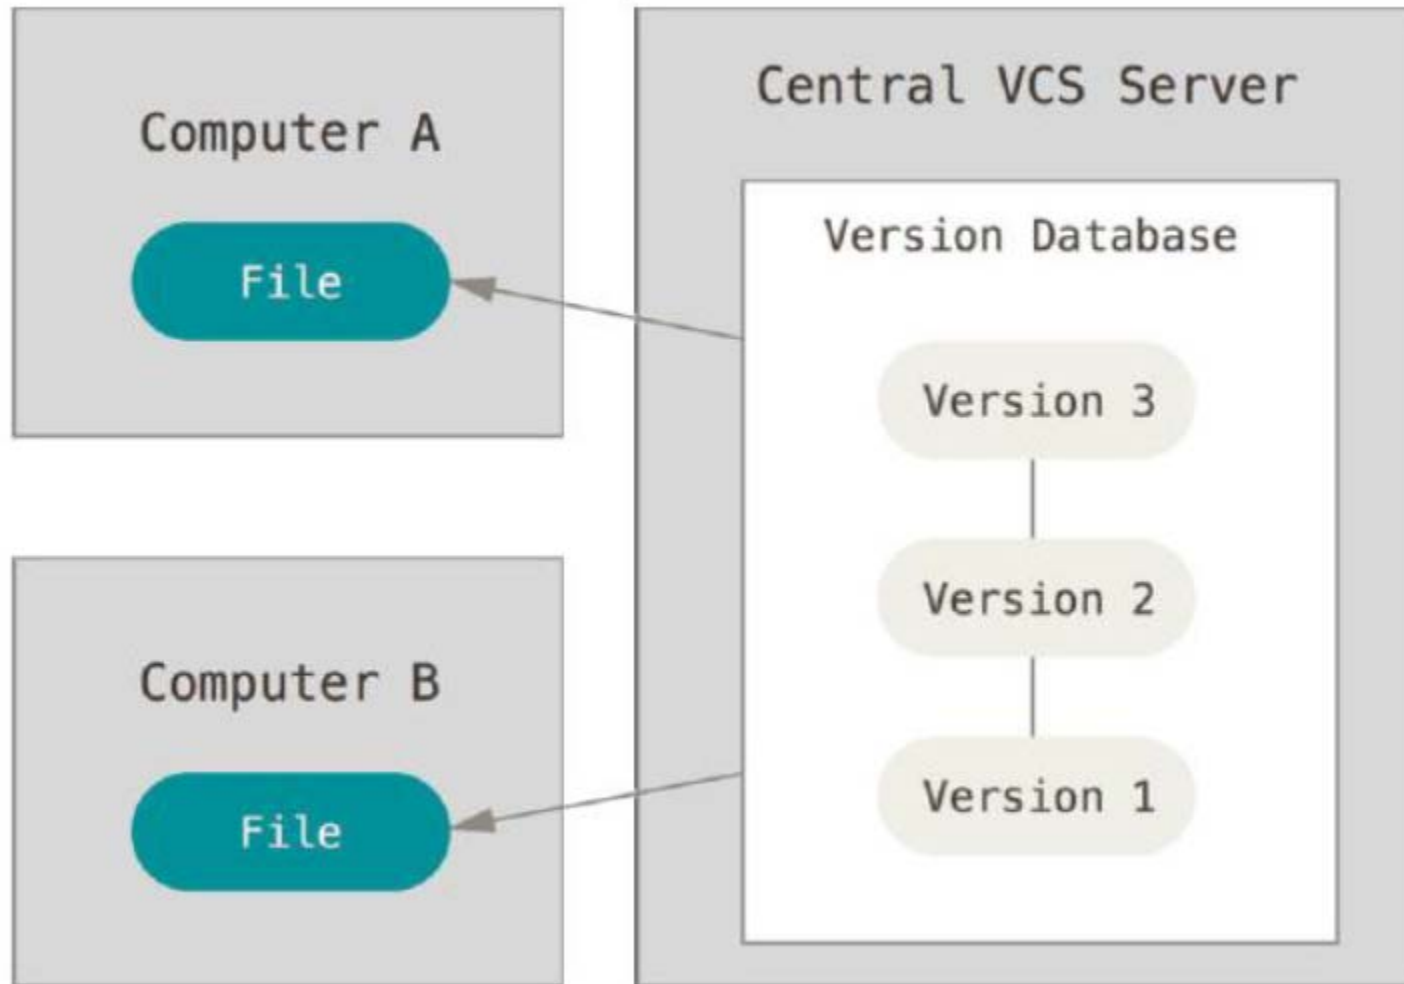 Computer A
File
Computer B
File
Central VCS Server
Version Database
Version 3
Version 2
Version 1